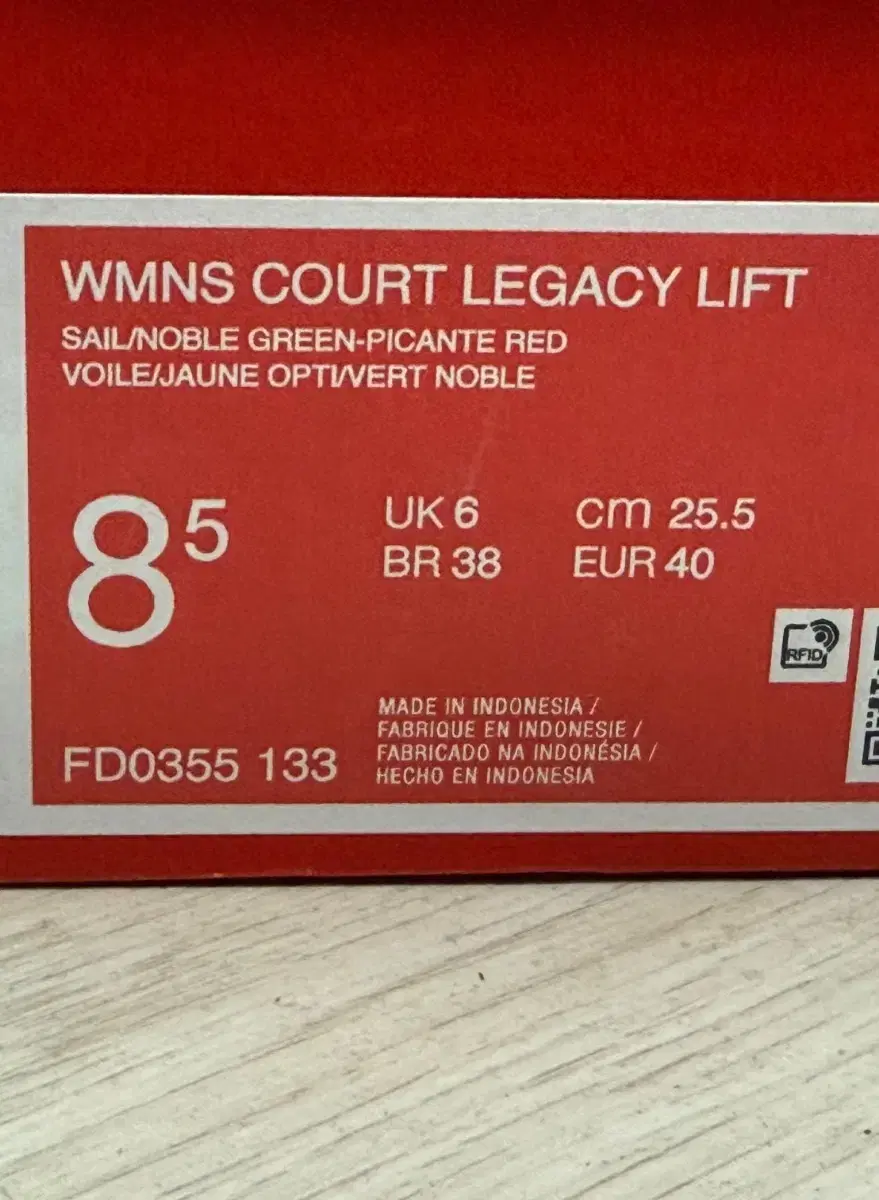 WMNS COURT LEGACY LIFT
SAIL/NOBLE GREEN-PICANTE RED
VOILE/JAUNE OPTI/VERT NOBLE
8⁵
UK 6
cm 25.5
BR 38
EUR 40
RFID
MADE IN INDONESIA /
FABRIQUE EN INDONESIE /
FABRICADO NA INDONÉSIA /
HECHO EN INDONESIA
FD0355 133